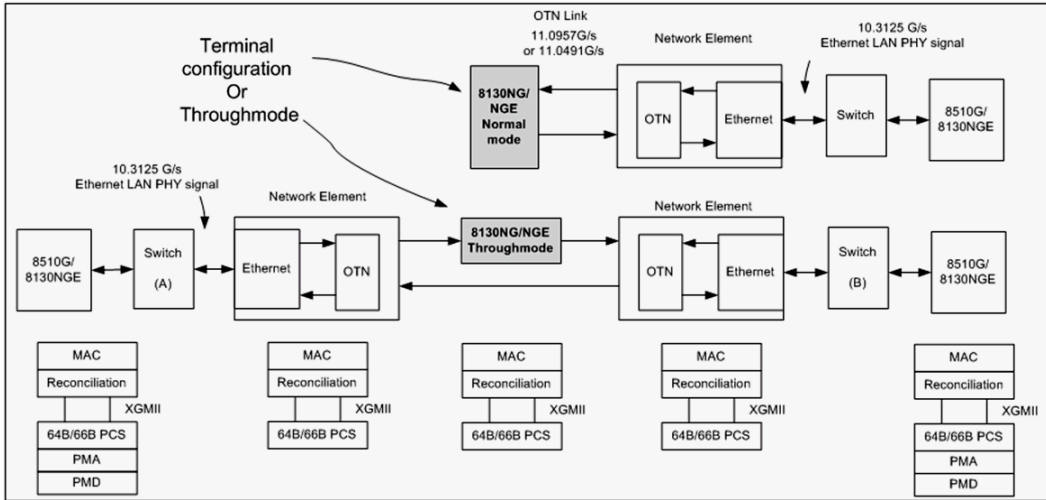 OTN Link
11.0957G/s
or 11.0491G/s
Network Element
10.3125 G/s
Ethernet LAN PHY signal
Terminal
configuration
Or
Throughmode
8130NG/
NGE
Normal
mode
OTN
Ethernet
Switch
8510G/
8130NGE
10.3125 G/s
Ethernet LAN PHY signal
Network Element
8130NG/NGE
Throughmode
Network Element
8510G/
8130NGE
Switch
(A)
Ethernet
OTN
OTN
Ethernet
Switch
(B)
8510G/
8130NGE
MAC
Reconciliation
XGMII
64B/66B PCS
PMA
PMD
MAC
Reconciliation
XGMII
64B/66B PCS
MAC
Reconciliation
XGMII
64B/66B PCS
MAC
Reconciliation
XGMII
64B/66B PCS
MAC
Reconciliation
XGMII
64B/66B PCS
PMA
PMD